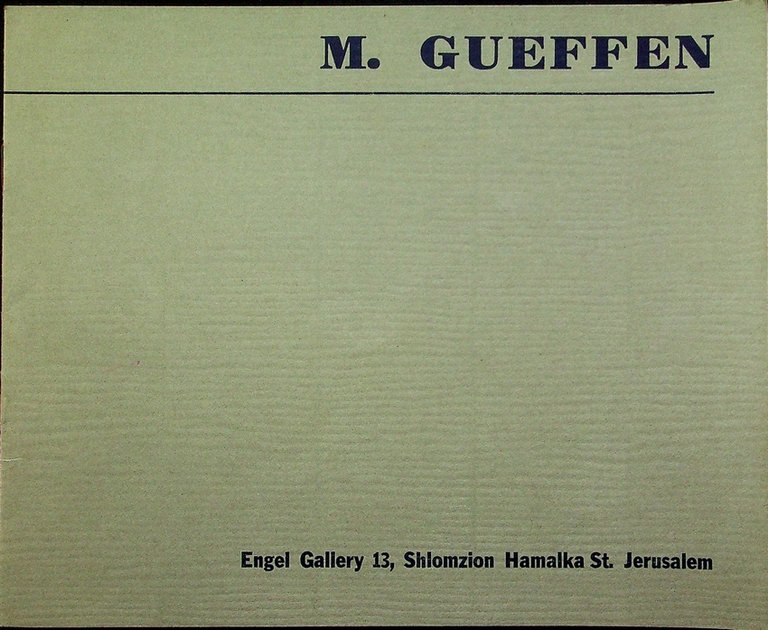 M. GUEFFEN
Engel Gallery 13, Shlomzion Hamalka St. Jerusalem